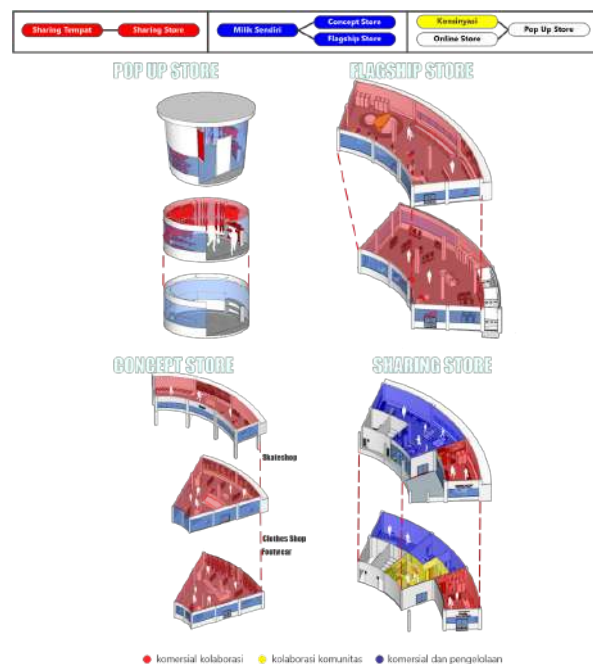 Sharing Tempat
Sharing Store
Milik Sendiri
Concept Store
Flagship Store
Konsinyasi
Online Store
Pop Up Store
POP UP STORE
FLAGSHIP STORE
CONCEPT STORE
SHARING STORE
Skateshop
Clothes Shop
Footwear
komersial kolaborasi
kolaborasi komunitas
komersial dan pengelolaan